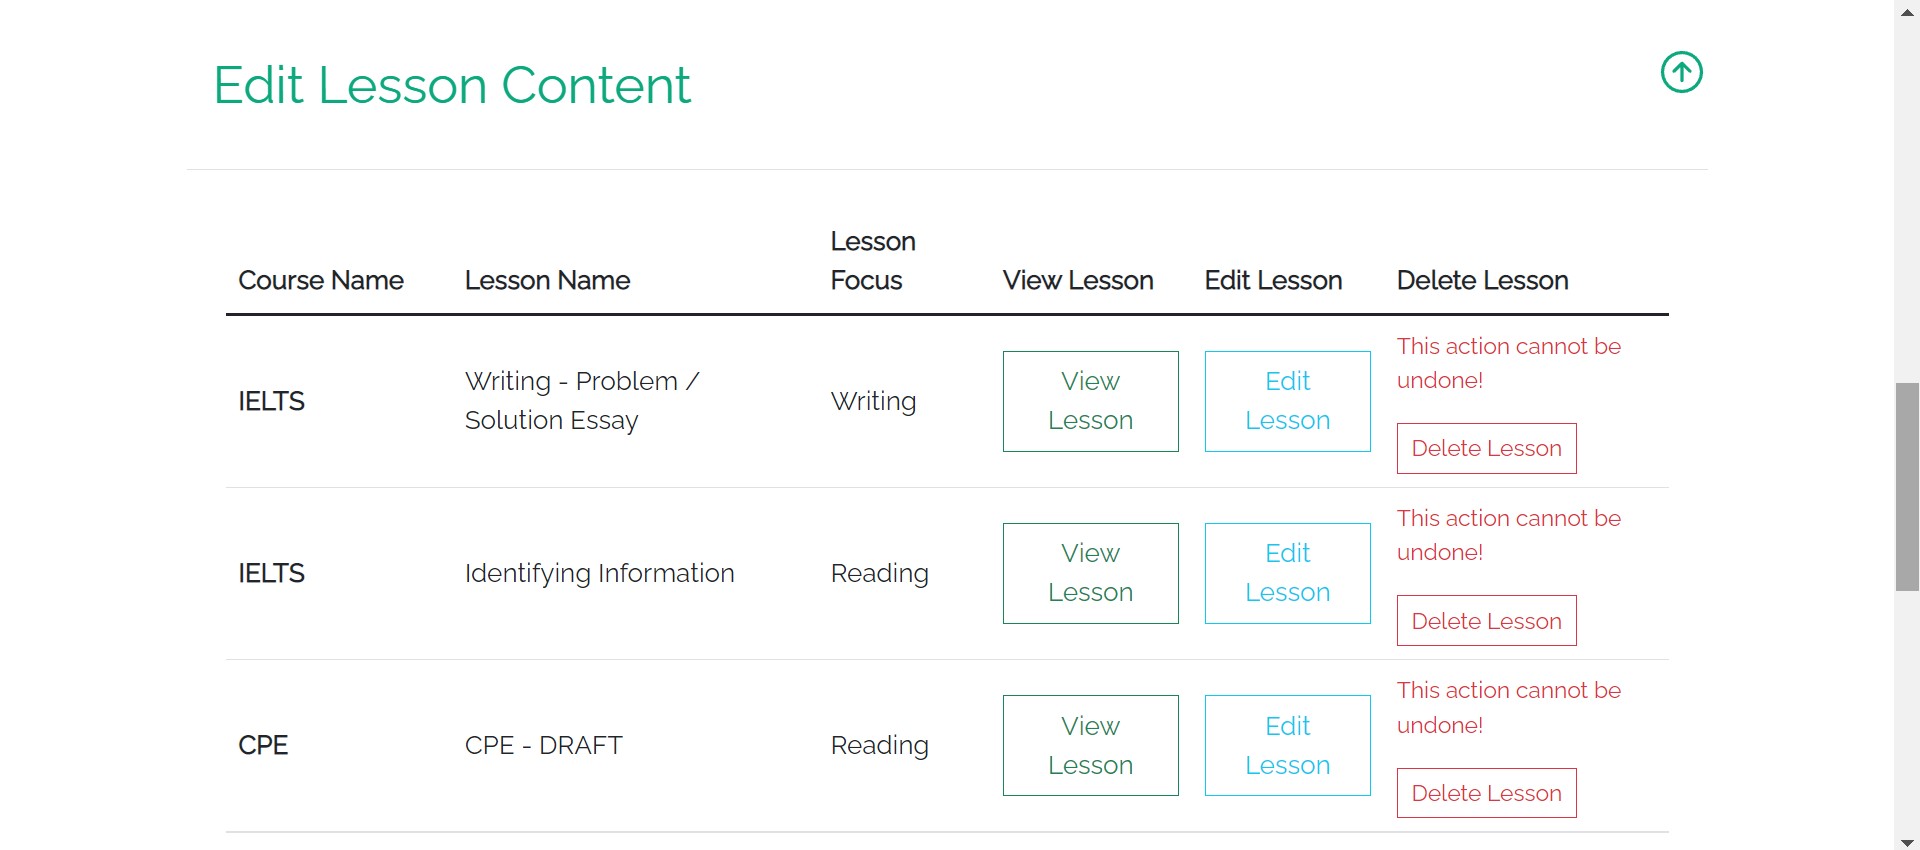 Edit Lesson Content
Course Name
Lesson Name
Lesson
Focus
View Lesson
Edit Lesson
Delete Lesson
IELTS
Writing - Problem /
Solution Essay
Writing
View
Lesson
Edit
Lesson
This action cannot be
undone!
Delete Lesson
IELTS
Identifying Information
Reading
View
Lesson
Edit
Lesson
This action cannot be
undone!
Delete Lesson
CPE
CPE - DRAFT
Reading
View
Lesson
Edit
Lesson
This action cannot be
undone!
Delete Lesson